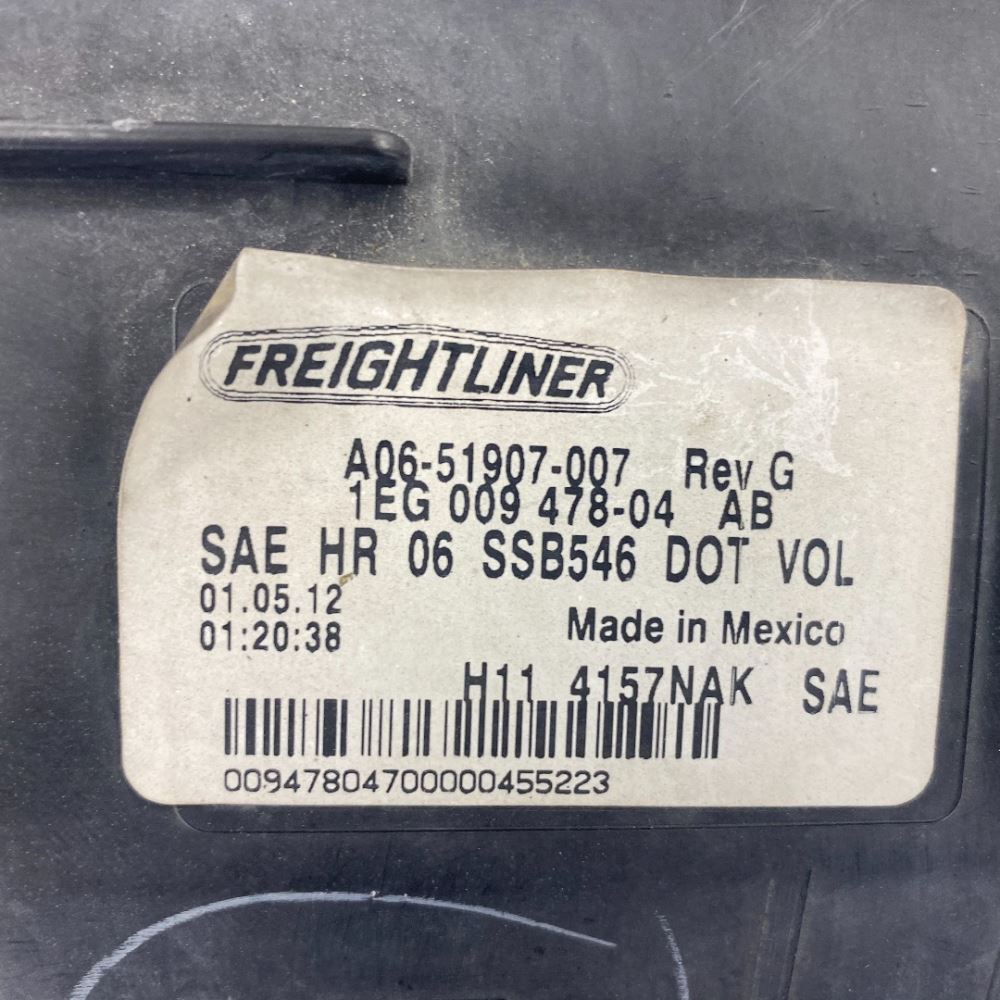 FREIGHTLINER
A06-51907-007 Rev G
1EG 009 478-04 AB
SAE HR 06 SSB546 DOT VOL
01.05.12
01:20:38 Made in Mexico
H11 4157NAK SAE
00947804700000455223